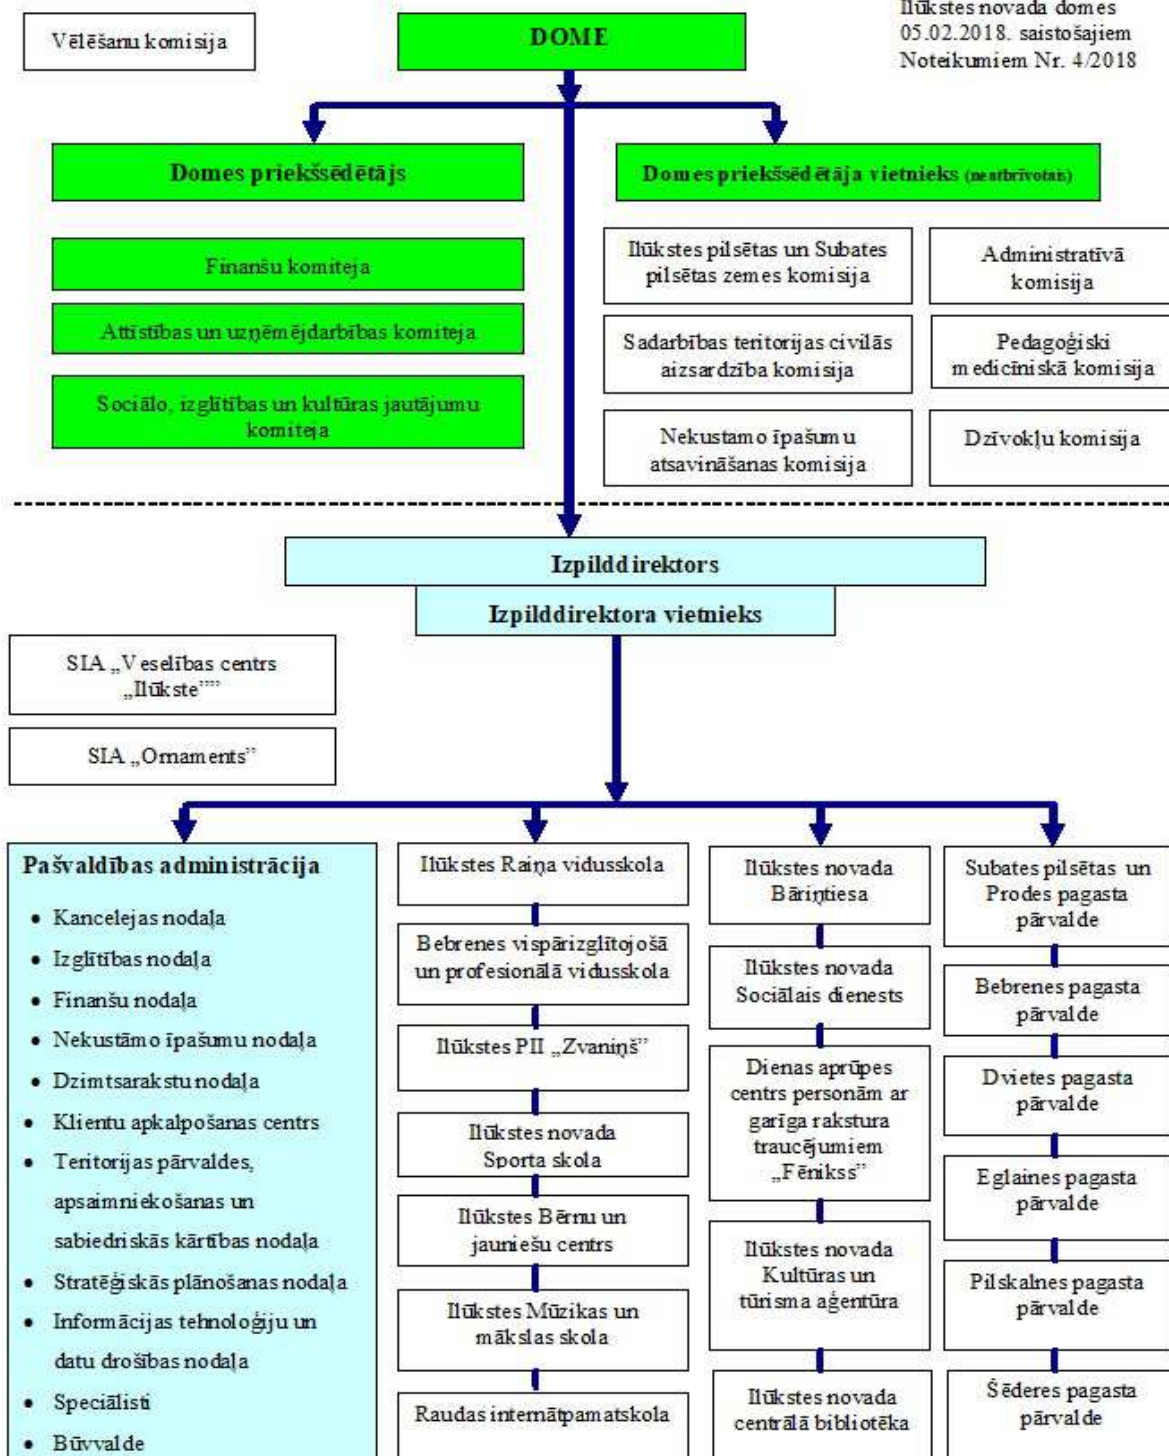 Vēlēšanu komisija
DOME
Ilūkstes novada domes
05.02.2018. saistošajiem
Noteikumiem Nr. 4/2018
Domes priekšsēdētājs
Domes priekšsēdētāja vietnieks (neatbrīvotais)
Finanšu komiteja
Attīstības un uzņēmējdarbības komiteja
Sociālo, izglītības un kultūras jautājumu
komiteja
Ilūkstes pilsētas un Subates
pilsētas zemes komisija
Administratīvā
komisija
Sadarbības teritorijas civilās
aizsardzība komisija
Pedagoģiski
medicīniskā komisija
Nekustamo īpašumu
atsavināšanas komisija
Dzīvokļu komisija
Izpilddirektors
Izpilddirektora vietnieks
SIA „Veselības centrs
„Ilūkste””"
SIA „Ornaments”
Pašvaldības administrācija
• Kancelejas nodaļa
• Izglītības nodaļa
• Finanšu nodaļa
• Nekustāmo īpašumu nodaļa
• Dzimtsarakstu nodaļa
• Klientu apkalpošanas centrs
• Teritorijas pārvaldes,
apsaimniekošanas un
sabiedriskās kārtības nodaļa
• Stratēģiskās plānošanas nodaļa
• Informācijas tehnoloģiju un
datu drošības nodaļa
• Speciālisti
• Būvvalde
Ilūkstes Raiņa vidusskola
Bebrenes vispārizglītojošā
un profesionālā vidusskola
Ilūkstes PII „Zvaniņš”
Ilūkstes novada
Sporta skola
Ilūkstes Bērnu un
jauniešu centrs
Ilūkstes Mūzikas un
mākslas skola
Raudas internātpamatskola
Ilūkstes novada
Bāriņtiesa
Ilūkstes novada
Sociālais dienests
Dienas aprūpes
centrs personām ar
garīga rakstura
traucējumiem
„Fēnikss”
Ilūkstes novada
Kultūras un
tūrisma aģentūra
Ilūkstes novada
centrālā bibliotēka
Subates pilsētas un
Prodes pagasta
pārvalde
Bebrenes pagasta
pārvalde
Dvietes pagasta
pārvalde
Eglaines pagasta
pārvalde
Pilskalnes pagasta
pārvalde
Šēderes pagasta
pārvalde